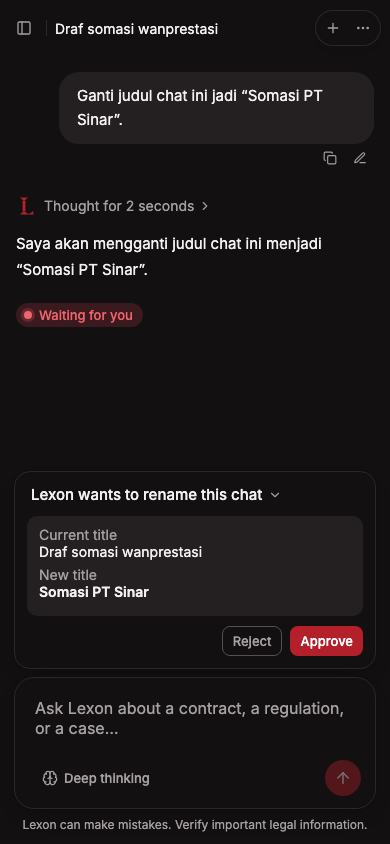 Draf somasi wanprestasi
Ganti judul chat ini jadi “Somasi PT
Sinar”.
L Thought for 2 seconds
Saya akan mengganti judul chat ini menjadi
“Somasi PT Sinar”.
Waiting for you
Lexon wants to rename this chat
Current title
Draf somasi wanprestasi
New title
Somasi PT Sinar
Reject Approve
Ask Lexon about a contract, a regulation,
or a case...
Deep thinking
Lexon can make mistakes. Verify important legal information.